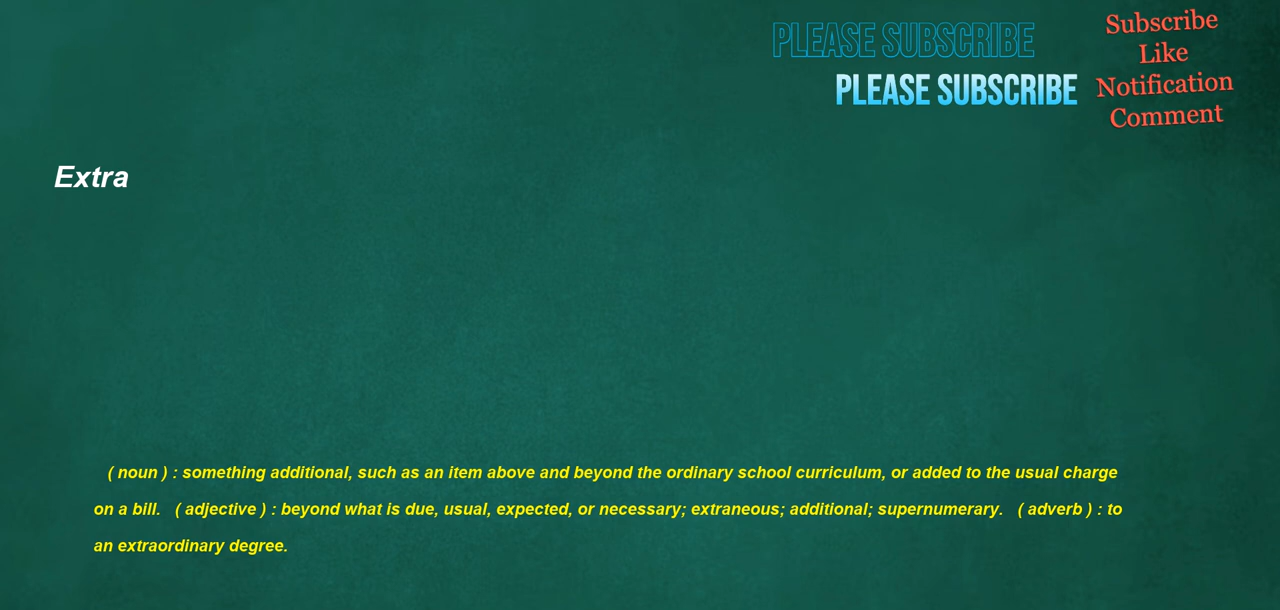 PLEASE SUBSCRIBE
PLEASE SUBSCRIBE
Subscribe
Like
Notification
Comment
Extra
( noun ) : something additional, such as an item above and beyond the ordinary school curriculum, or added to the usual charge
on a bill.   ( adjective ) : beyond what is due, usual, expected, or necessary; extraneous; additional; supernumerary.   ( adverb ) : to
an extraordinary degree.